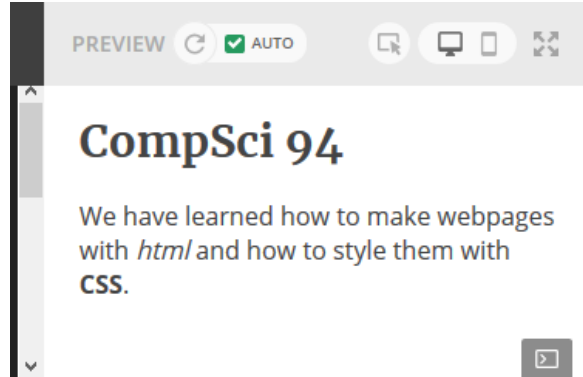 PREVIEW AUTO
CompSci 94
We have learned how to make webpages
with html and how to style them with
CSS.